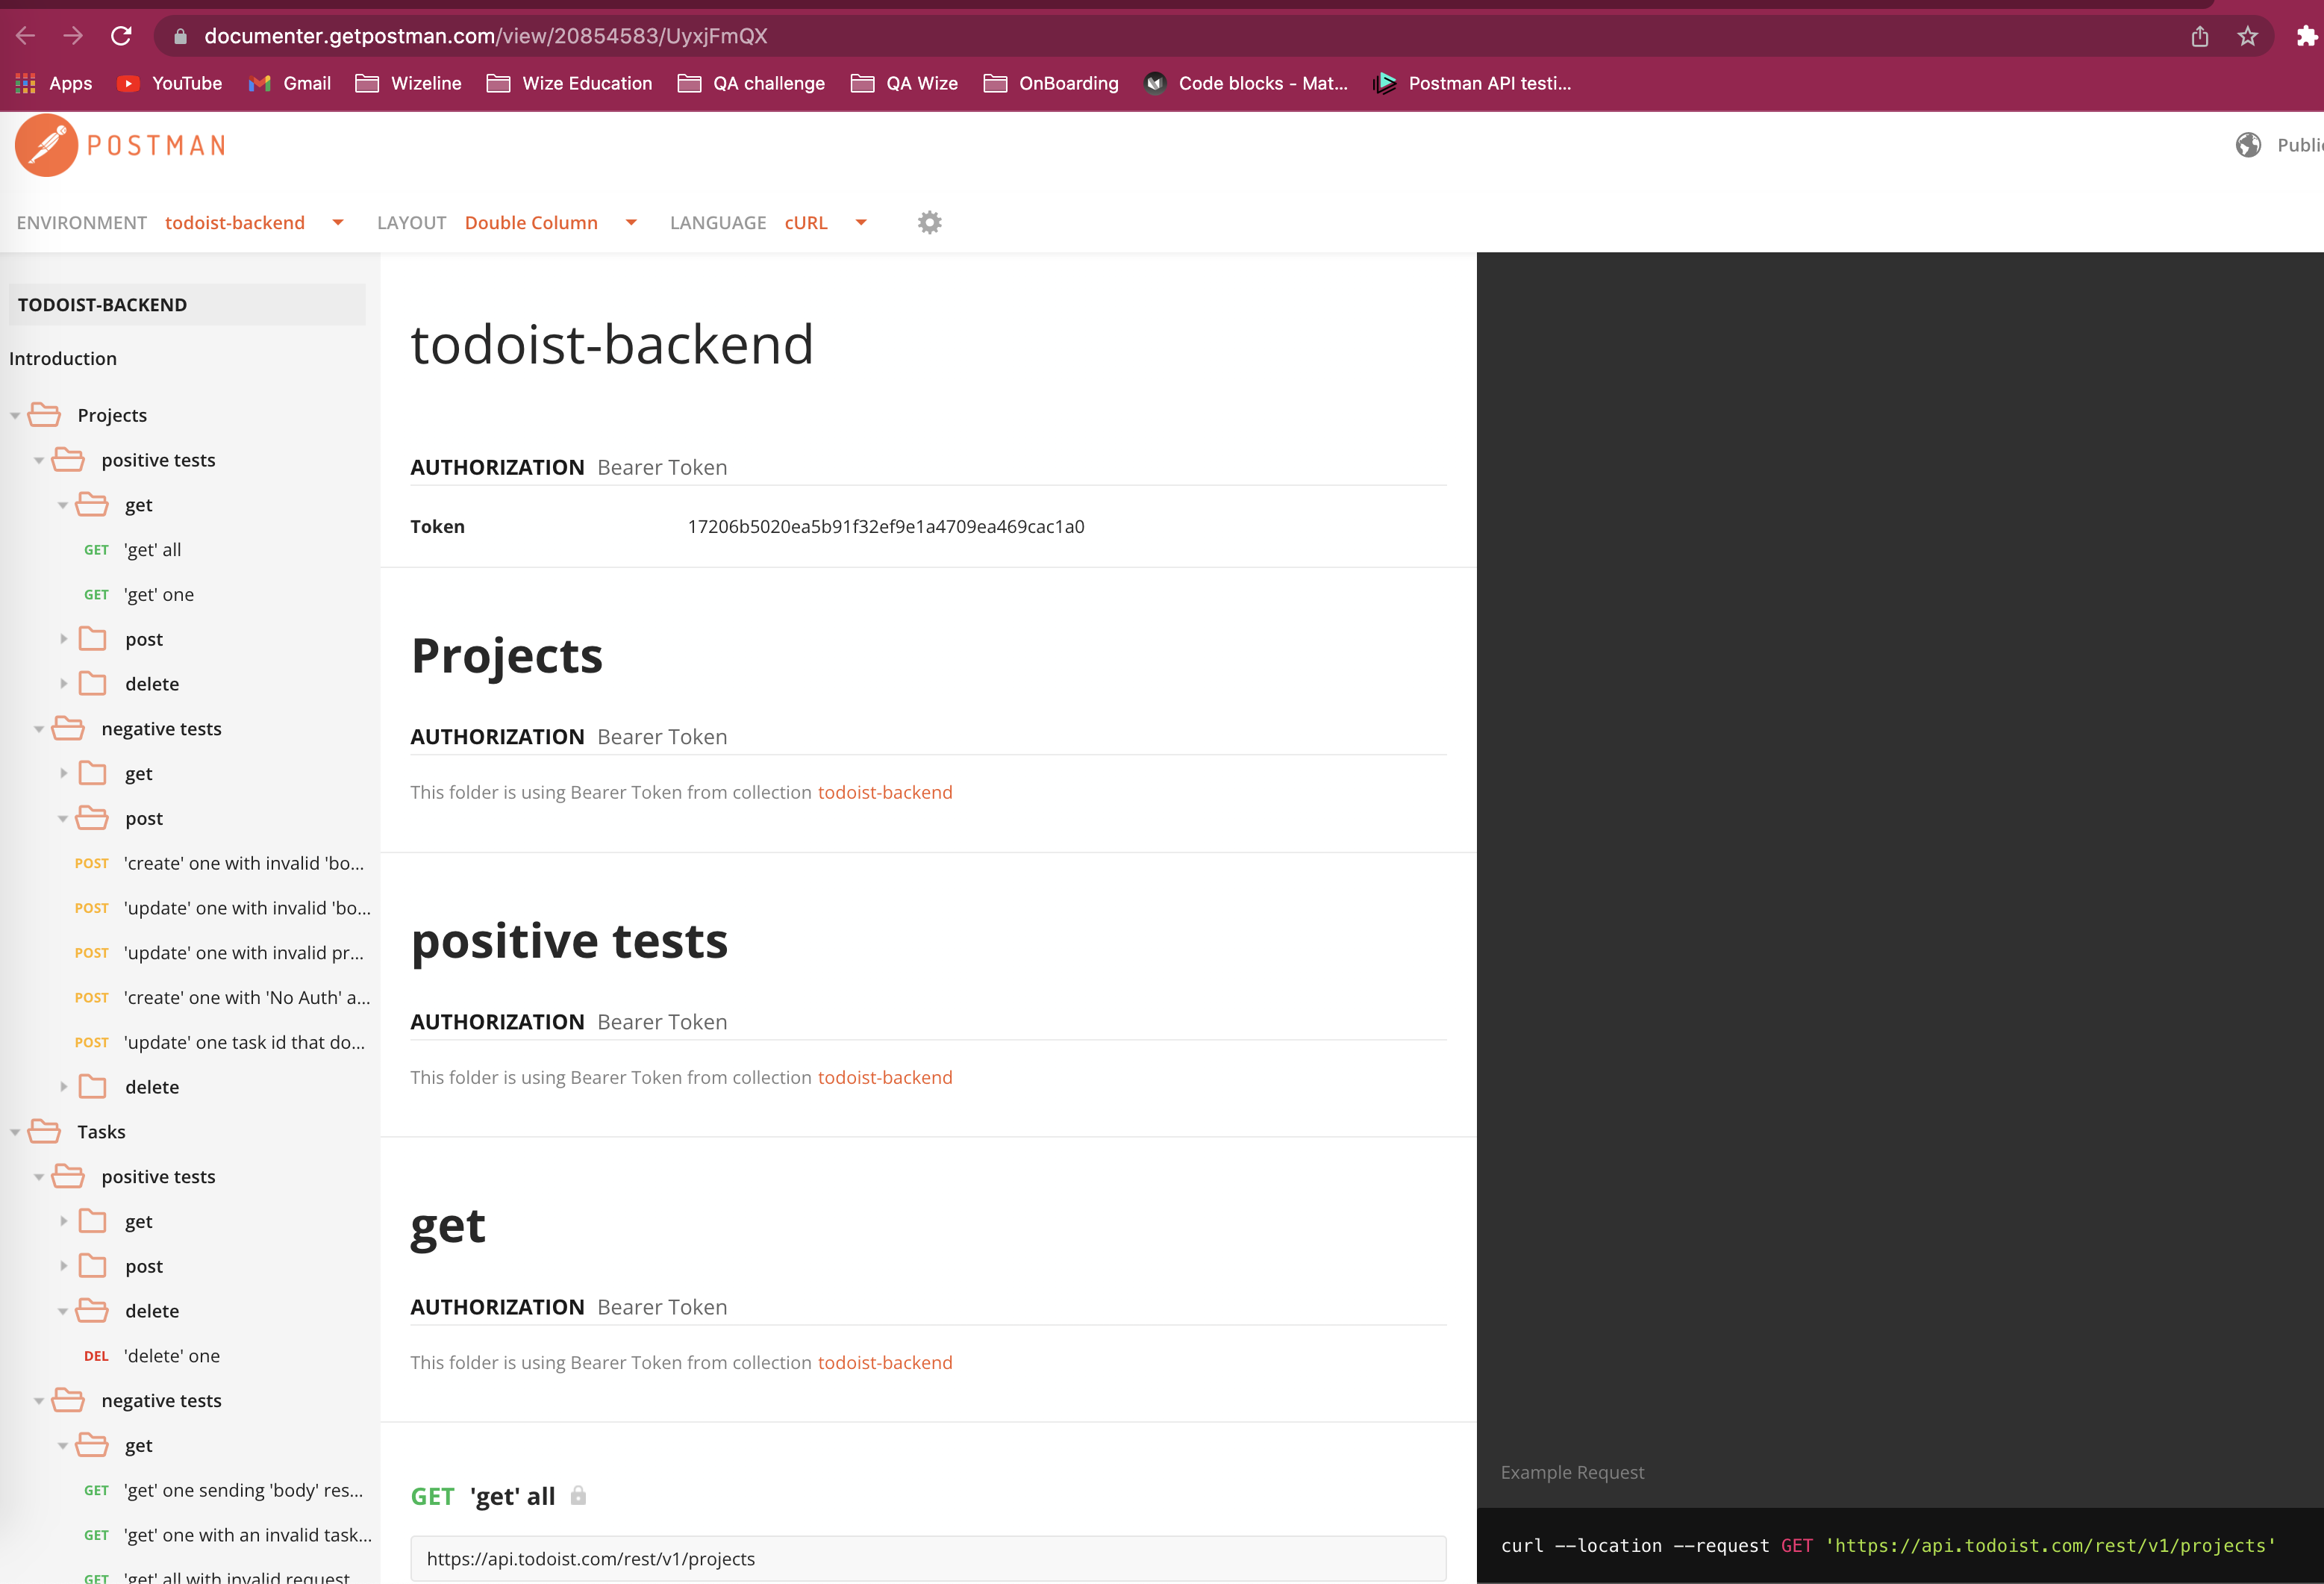 documenter.getpostman.com/view/20854583/UyxjFmQX
Apps YouTube Gmail Wizeline Wize Education QA challenge QA Wize OnBoarding Code blocks - Mat... Postman API testi...
POSTMAN
Publi
ENVIRONMENT todoist-backend LAYOUT Double Column LANGUAGE cURL
TODOIST-BACKEND
Introduction
Projects
positive tests
get
GET 'get' all
GET 'get' one
post
delete
negative tests
get
post
POST 'create' one with invalid 'bo...
POST 'update' one with invalid 'bo...
POST 'update' one with invalid pr...
POST 'create' one with 'No Auth' a...
POST 'update' one task id that do...
delete
Tasks
positive tests
get
post
delete
DEL 'delete' one
negative tests
get
GET 'get' one sending 'body' res...
GET 'get' one with an invalid task...
GET 'get' all with invalid request
todoist-backend
AUTHORIZATION Bearer Token
Token 17206b5020ea5b91f32ef9e1a4709ea469cac1a0
Projects
AUTHORIZATION Bearer Token
This folder is using Bearer Token from collection todoist-backend
positive tests
AUTHORIZATION Bearer Token
This folder is using Bearer Token from collection todoist-backend
get
AUTHORIZATION Bearer Token
This folder is using Bearer Token from collection todoist-backend
GET 'get' all
https://api.todoist.com/rest/v1/projects
Example Request
curl --location --request GET 'https://api.todoist.com/rest/v1/projects'